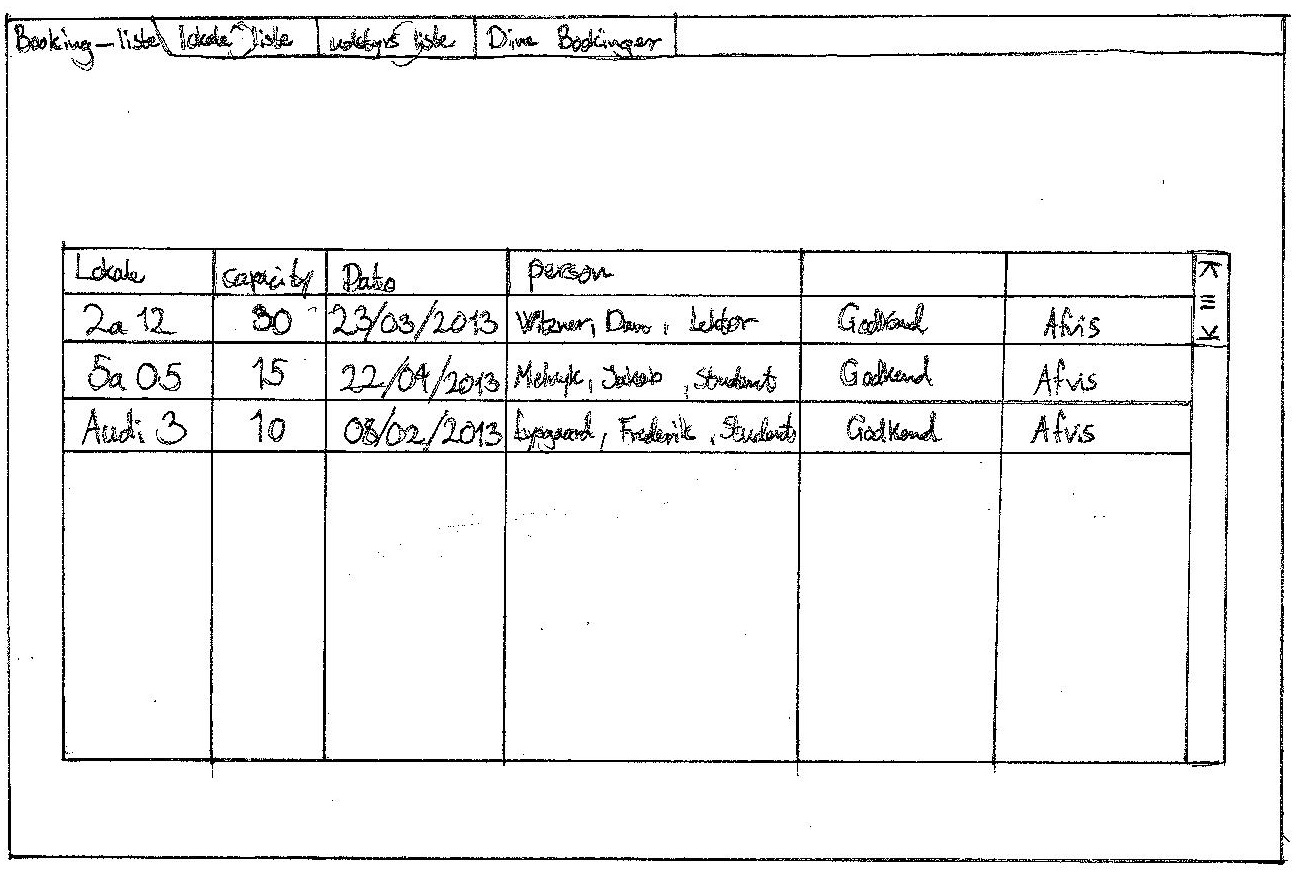 Booking-liste lokale liste udstyrs liste Dine Bookinger
Lokale capacity Dato person
2a 12 30 23/03/2013 Witzner, Dan, Lektor Godkend Afvis
5a 05 15 22/04/2013 Melnyk, Jakob, Student Godkend Afvis
Audi 3 10 08/02/2013 Lysgaard, Frederik, Student Godkend Afvis